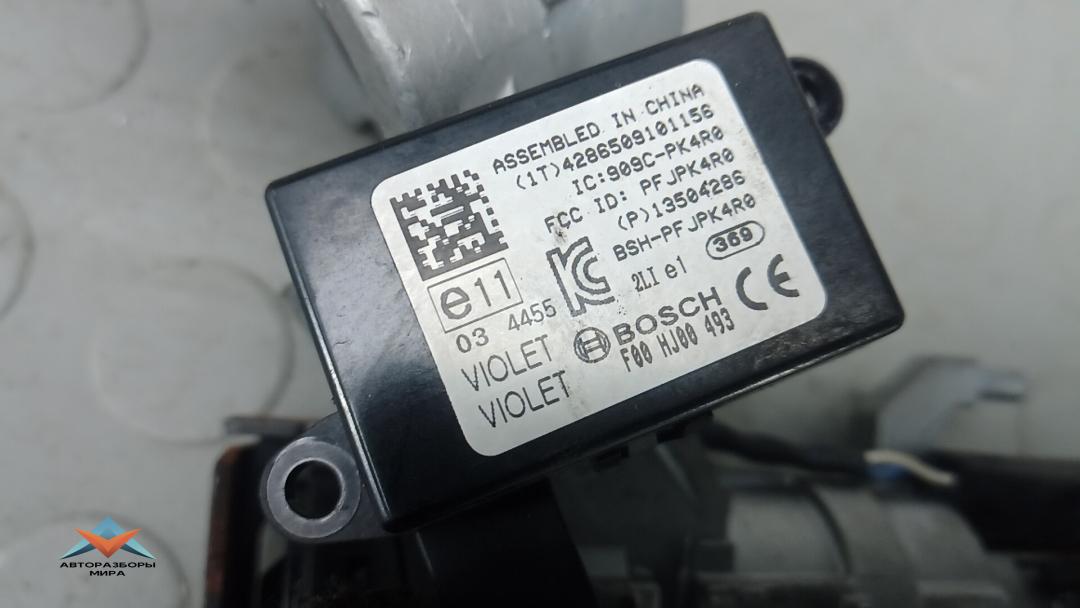 ASSEMBLED IN CHINA
(1T)4286509101156
IC:909C-PK4R0
FCC ID: PFJPK4R0
(P)13504286
BSH-PFJPK4R0
369
2LI e1
e11
03 4455
BOSCH
F00 HJ00 493
VIOLET
VIOLET
АВТОРАЗБОРЫ
МИРА